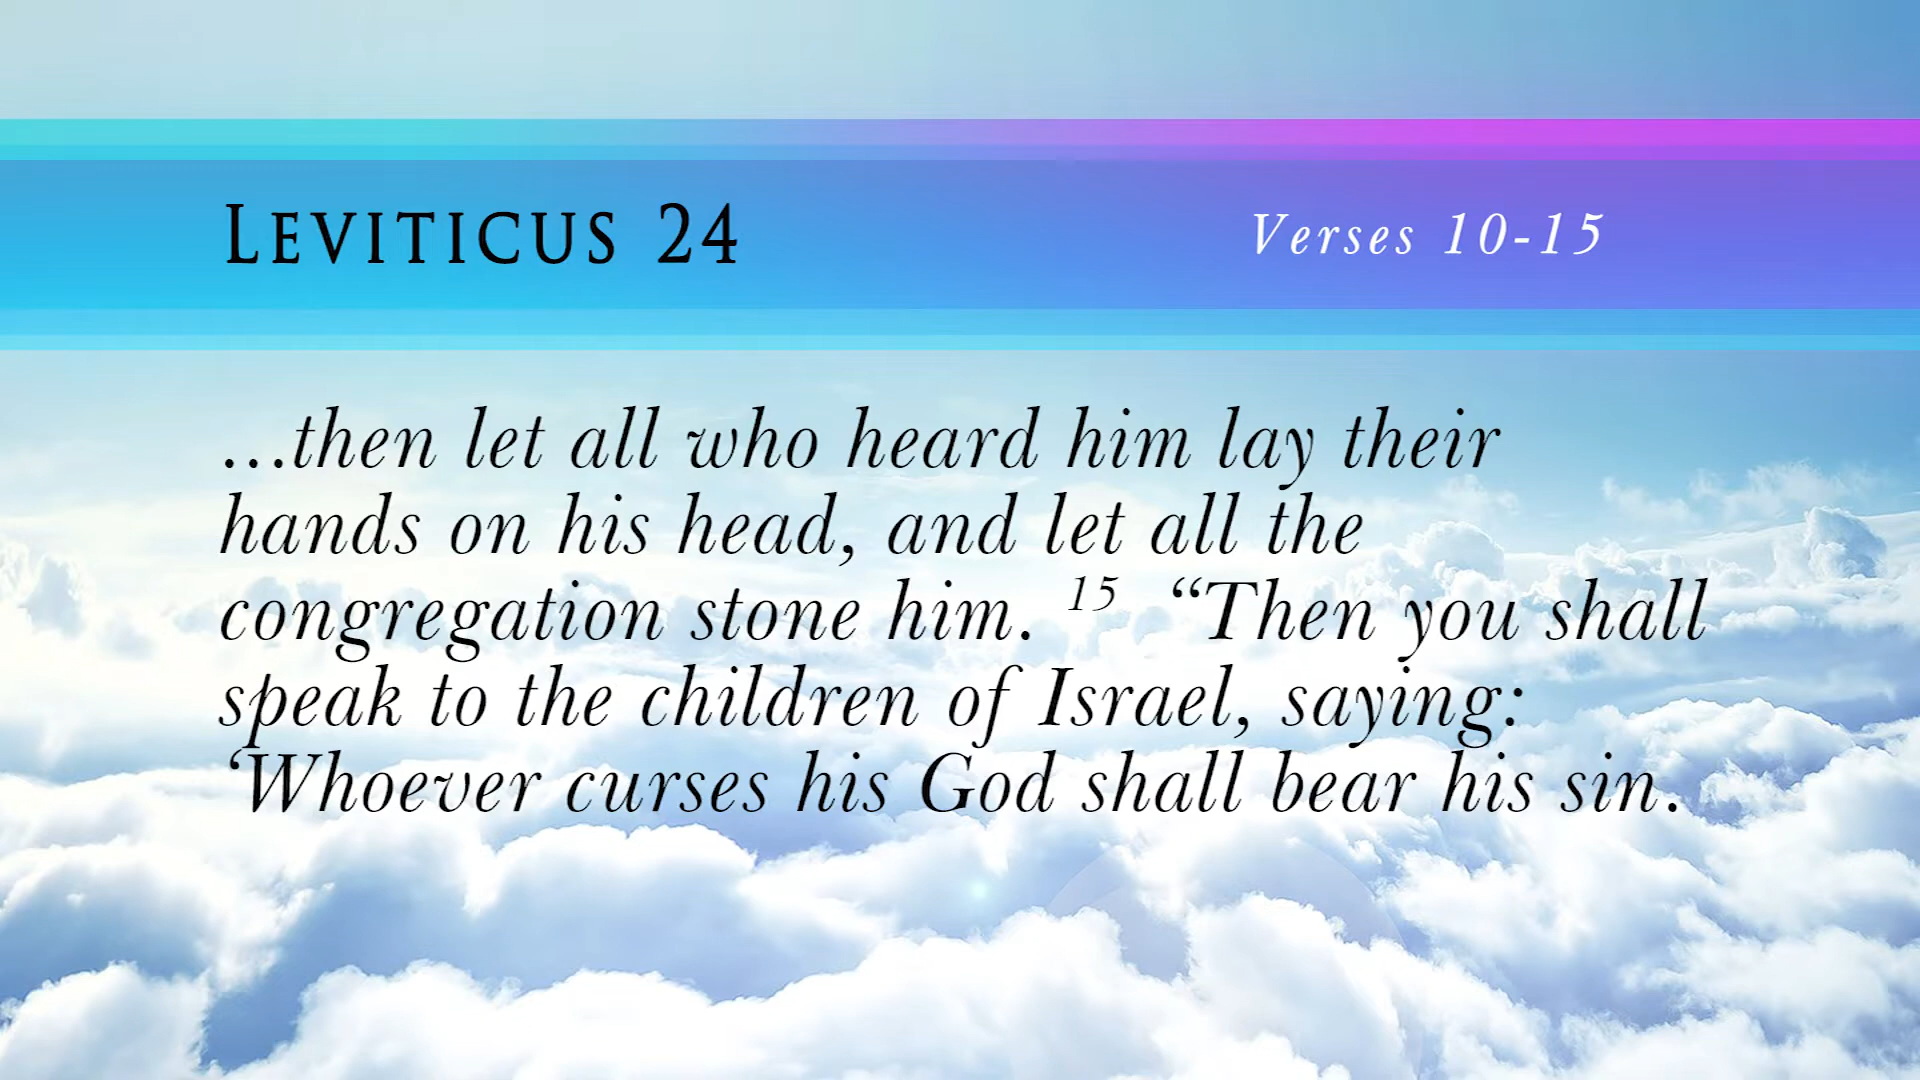 LEVITICUS 24
Verses 10-15
...then let all who heard him lay their
hands on his head, and let all the
congregation stone him. 15 “Then you shall
speak to the children of Israel, saying:
‘Whoever curses his God shall bear his sin.